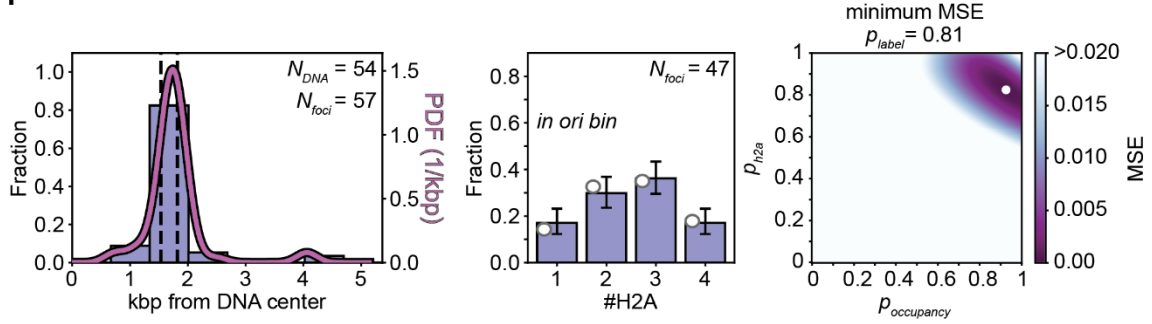 N_DNA = 54
N_foci = 57
1.0
0.8
0.6
0.4
0.2
0.0
Fraction
1.5
1.0
0.5
0.0
PDF (1/kbp)
0 1 2 3 4 5
kbp from DNA center
N_foci = 47
in ori bin
0.8
0.6
0.4
0.2
0.0
Fraction
1 2 3 4
#H2A
minimum MSE
p_label = 0.81
1
0.8
0.6
0.4
0.2
0
p_h2a
0 0.2 0.4 0.6 0.8 1
p_occupancy
>0.020
0.015
0.010
0.005
0.00
MSE